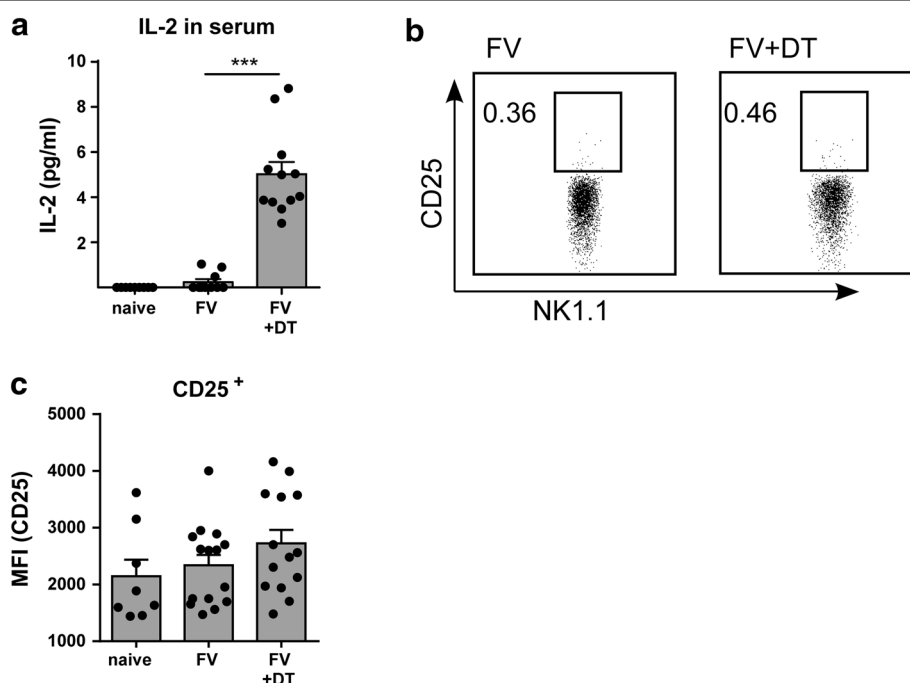 a
IL-2 in serum
***
IL-2 (pg/ml)
10
8
6
4
2
naive
FV
FV
+DT
b
FV
FV+DT
0.36
0.46
CD25
NK1.1
c
CD25 +
MFI (CD25)
5000
4000
3000
2000
1000
naive
FV
FV
+DT